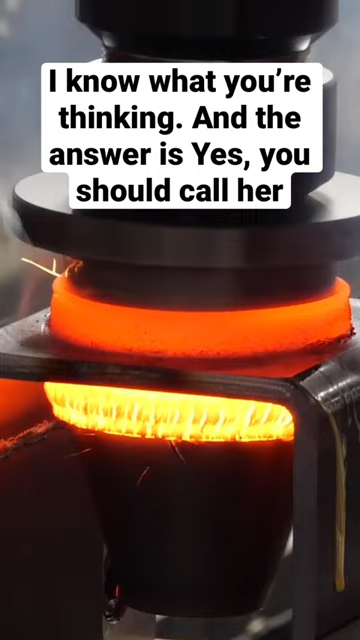 I know what you’re
thinking. And the
answer is Yes, you
should call her